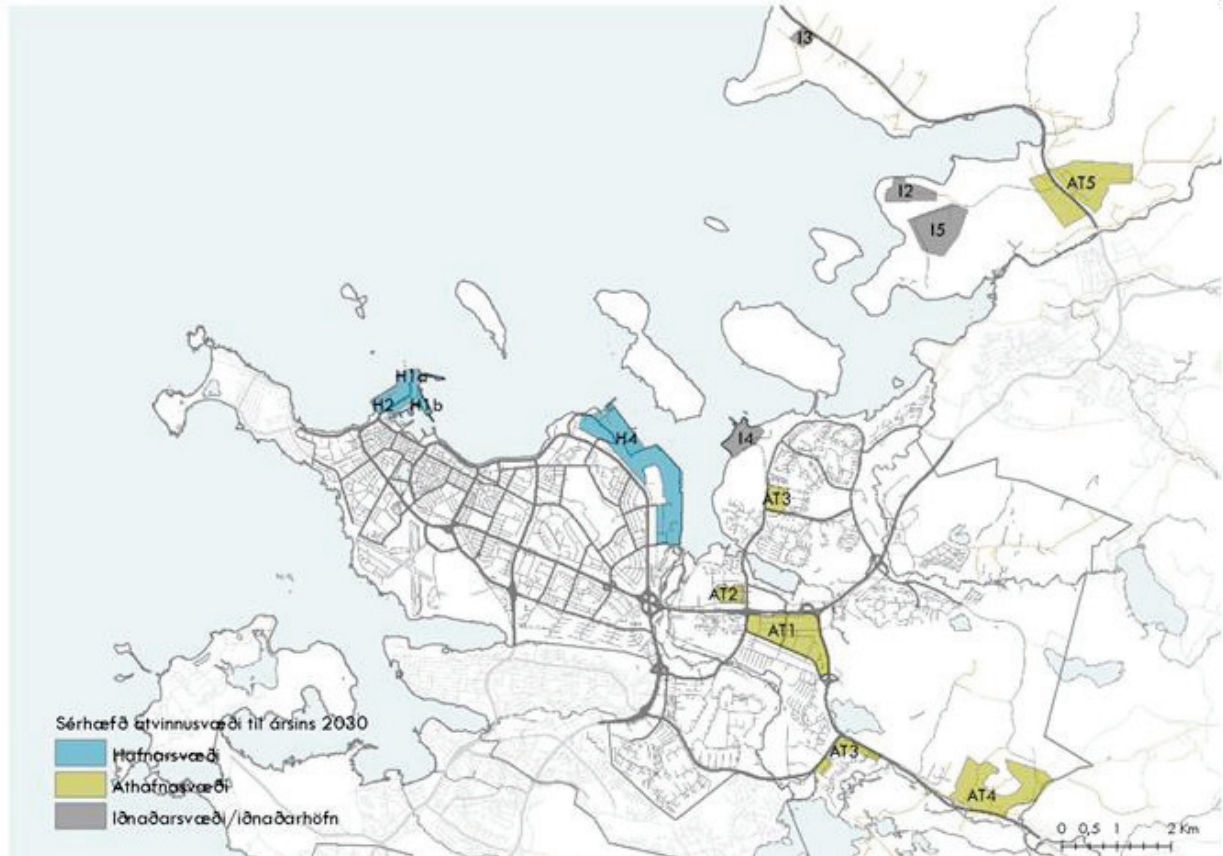 I3
AT5
I2
I5
H1a
H2
H1b
H4
I4
AT3
AT2
AT1
AT3
AT4
Sérhæfð atvinnusvæði til ársins 2030
Hafnarsvæði
Athafnasvæði
Iðnaðarsvæði/iðnaðarhöfn
0 0,5 1 2 Km